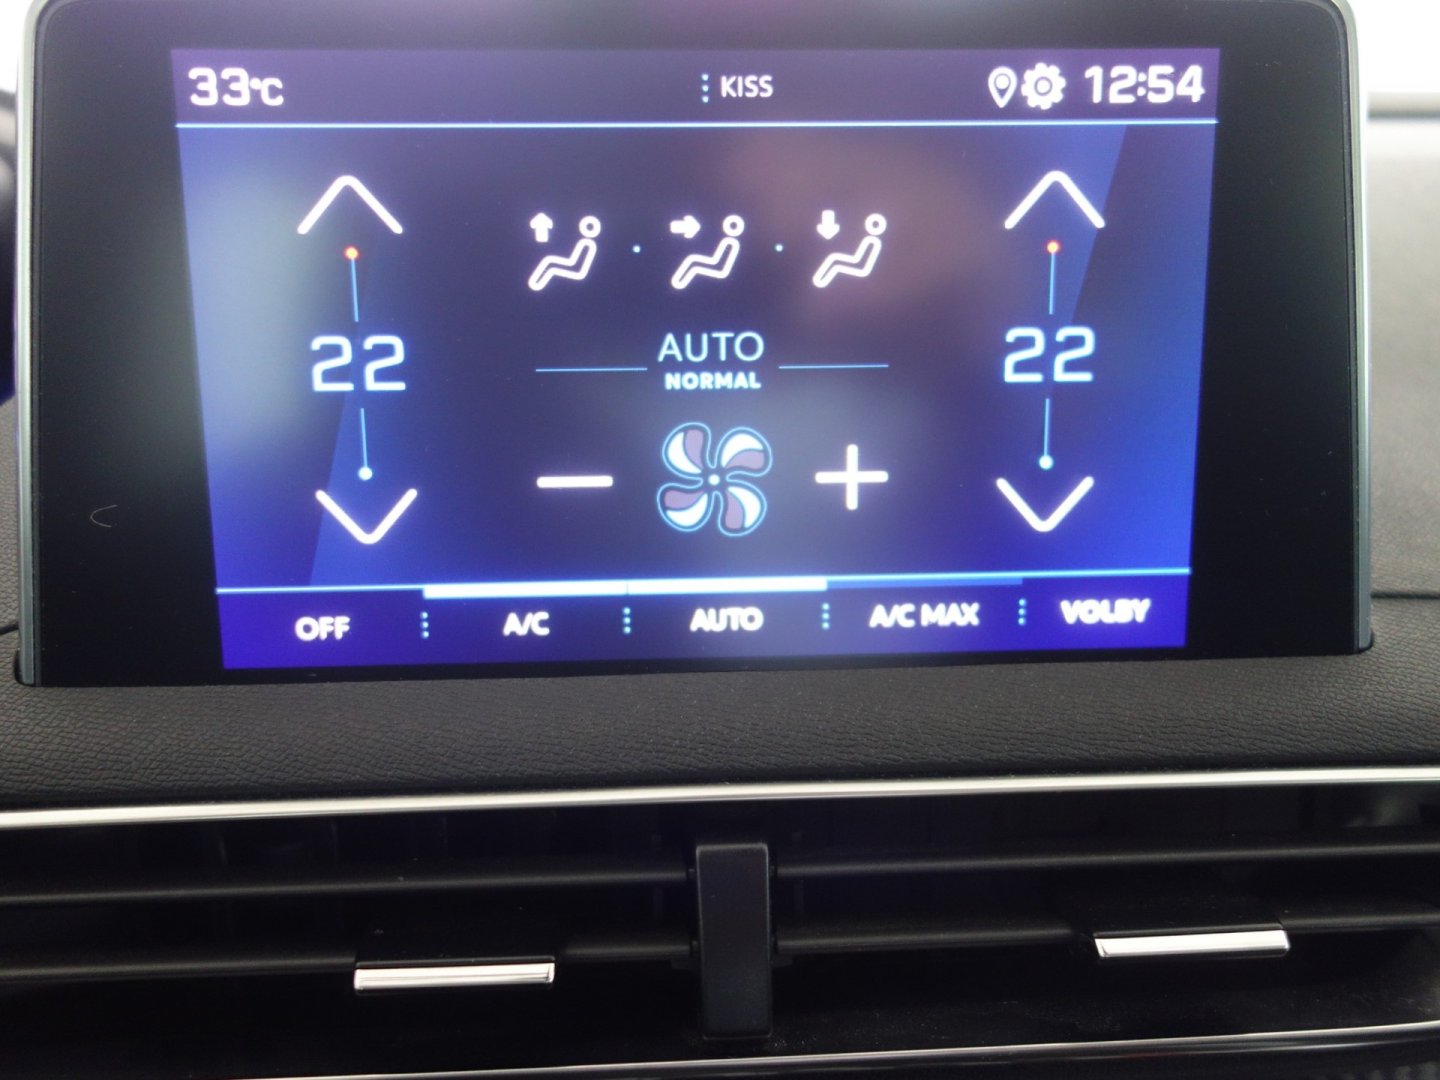 33°C
KISS
12:54
22
22
AUTO
NORMAL
OFF
A/C
AUTO
A/C MAX
VOLBY